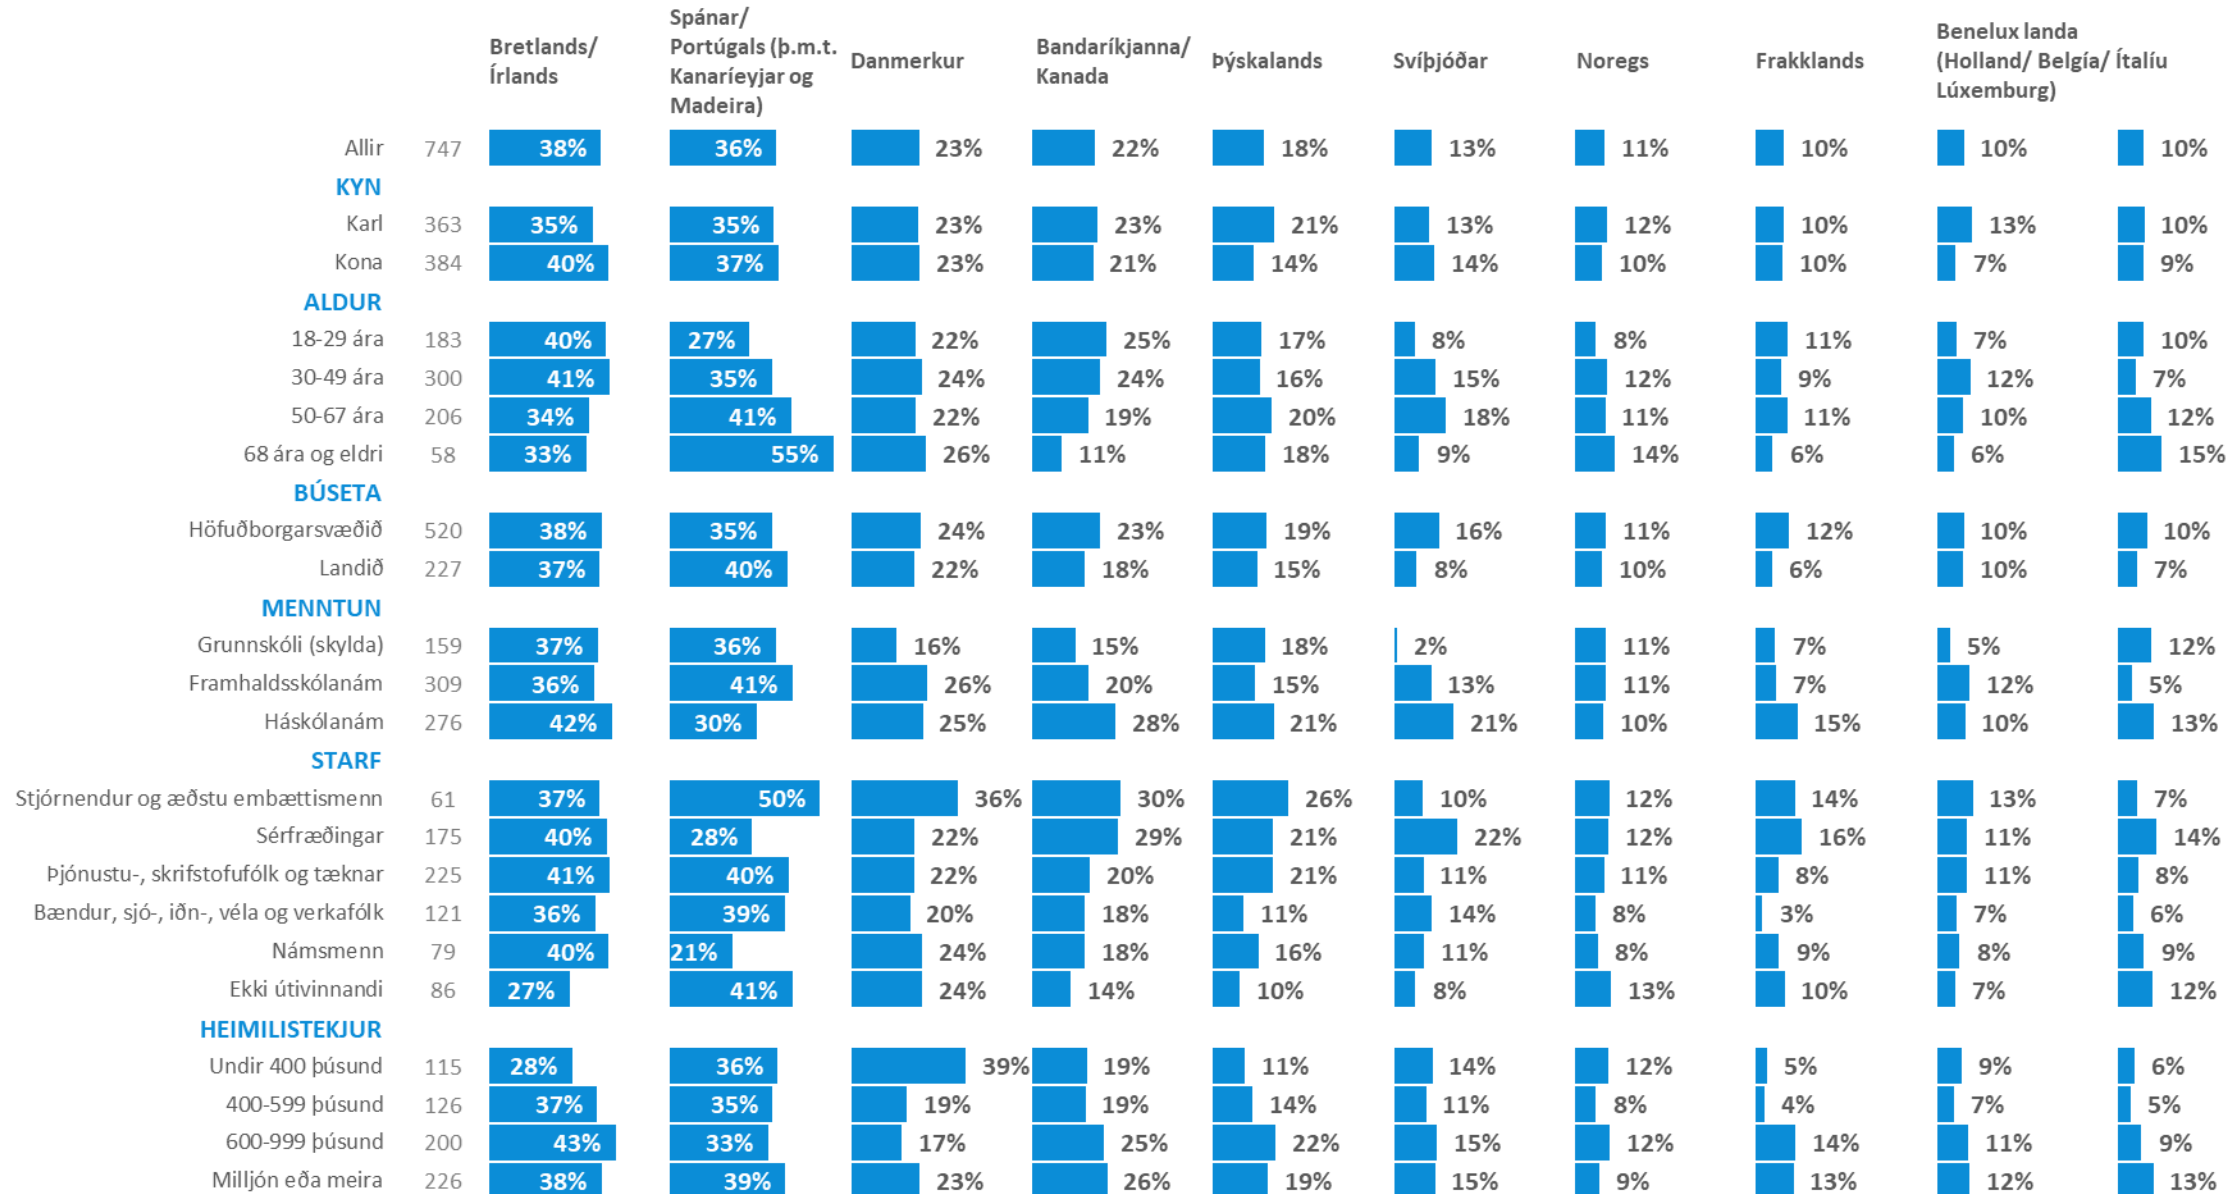 Bretlands/ Írlands
Spánar/ Portúgals (þ.m.t. Kanaríeyjar og Madeira)
Danmerkur
Bandaríkjanna/ Kanada
Þýskalands
Svíþjóðar
Noregs
Frakklands
Benelux landa (Holland/ Belgía/ Lúxemburg)
Ítalíu
Allir 747 38% 36% 23% 22% 18% 13% 11% 10% 10% 10%
KYN
Karl 363 35% 35% 23% 23% 21% 13% 12% 10% 13% 10%
Kona 384 40% 37% 23% 21% 14% 14% 10% 10% 7% 9%
ALDUR
18-29 ára 183 40% 27% 22% 25% 17% 8% 8% 11% 7% 10%
30-49 ára 300 41% 35% 24% 24% 16% 15% 12% 9% 12% 7%
50-67 ára 206 34% 41% 22% 19% 20% 18% 11% 11% 10% 12%
68 ára og eldri 58 33% 55% 26% 11% 18% 9% 14% 6% 6% 15%
BÚSETA
Höfuðborgarsvæðið 520 38% 35% 24% 23% 19% 16% 11% 12% 10% 10%
Landið 227 37% 40% 22% 18% 15% 8% 10% 6% 10% 7%
MENNTUN
Grunnskóli (skylda) 159 37% 36% 16% 15% 18% 2% 11% 7% 5% 12%
Framhaldsskólanám 309 36% 41% 26% 20% 15% 13% 11% 7% 12% 5%
Háskólanám 276 42% 30% 25% 28% 21% 21% 10% 15% 10% 13%
STARF
Stjórnendur og æðstu embættismenn 61 37% 50% 36% 30% 26% 10% 12% 14% 13% 7%
Sérfræðingar 175 40% 28% 22% 29% 21% 22% 12% 16% 11% 14%
Þjónustu-, skrifstofufólk og tæknar 225 41% 40% 22% 20% 21% 11% 11% 8% 11% 8%
Bændur, sjó-, iðn-, véla og verkafólk 121 36% 39% 20% 18% 11% 14% 8% 3% 7% 6%
Námsmenn 79 40% 21% 24% 18% 16% 11% 8% 9% 8% 9%
Ekki útivinnandi 86 27% 41% 24% 14% 10% 8% 13% 10% 7% 12%
HEIMILISTEKJUR
Undir 400 þúsund 115 28% 36% 39% 19% 11% 14% 12% 5% 9% 6%
400-599 þúsund 126 37% 35% 19% 19% 14% 11% 8% 4% 7% 5%
600-999 þúsund 200 43% 33% 17% 25% 22% 15% 12% 14% 11% 9%
Milljón eða meira 226 38% 39% 23% 26% 19% 15% 9% 13% 12% 13%